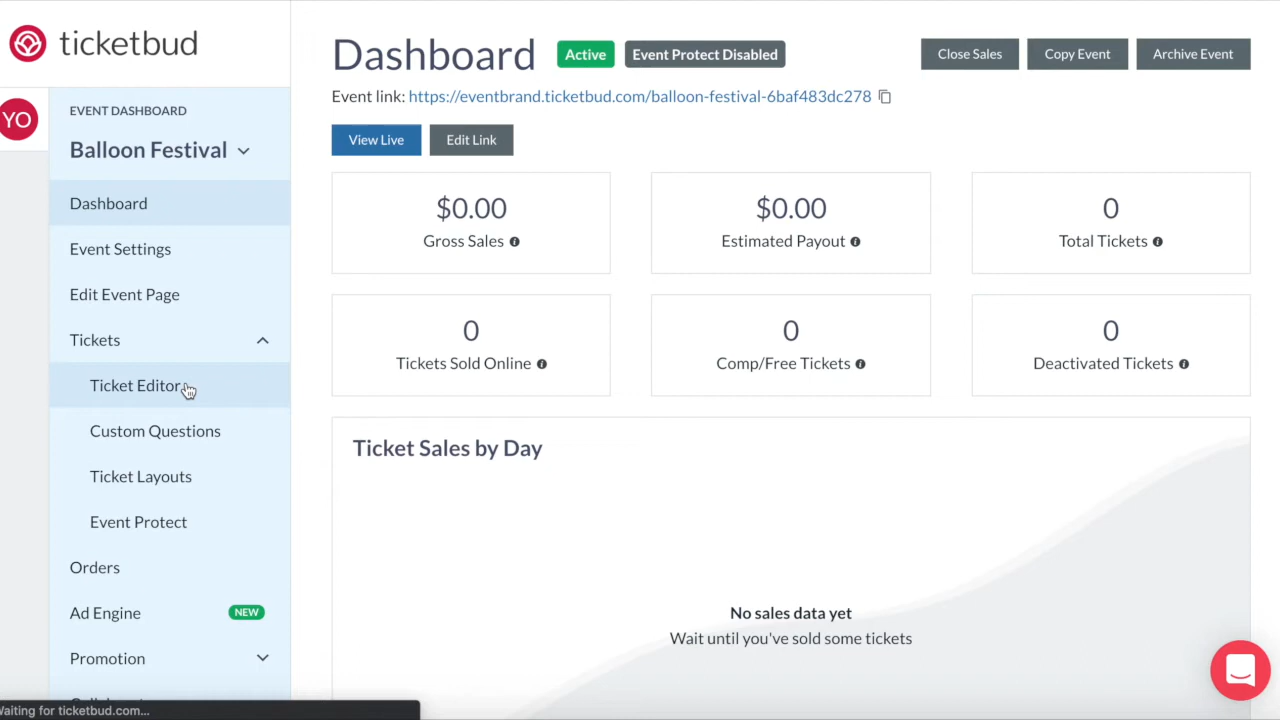 ticketbud
YO
EVENT DASHBOARD
Balloon Festival
Dashboard
Event Settings
Edit Event Page
Tickets
Ticket Editor
Custom Questions
Ticket Layouts
Event Protect
Orders
Ad Engine NEW
Promotion
Dashboard Active Event Protect Disabled
Close Sales Copy Event Archive Event
Event link: https://eventbrand.ticketbud.com/balloon-festival-6baf483dc278
View Live Edit Link
$0.00
Gross Sales
$0.00
Estimated Payout
0
Total Tickets
0
Tickets Sold Online
0
Comp/Free Tickets
0
Deactivated Tickets
Ticket Sales by Day
No sales data yet
Wait until you've sold some tickets
Waiting for ticketbud.com...